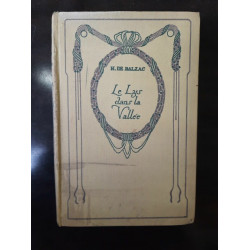 H. DE BALZAC
Le Lys
dans la
Vallée